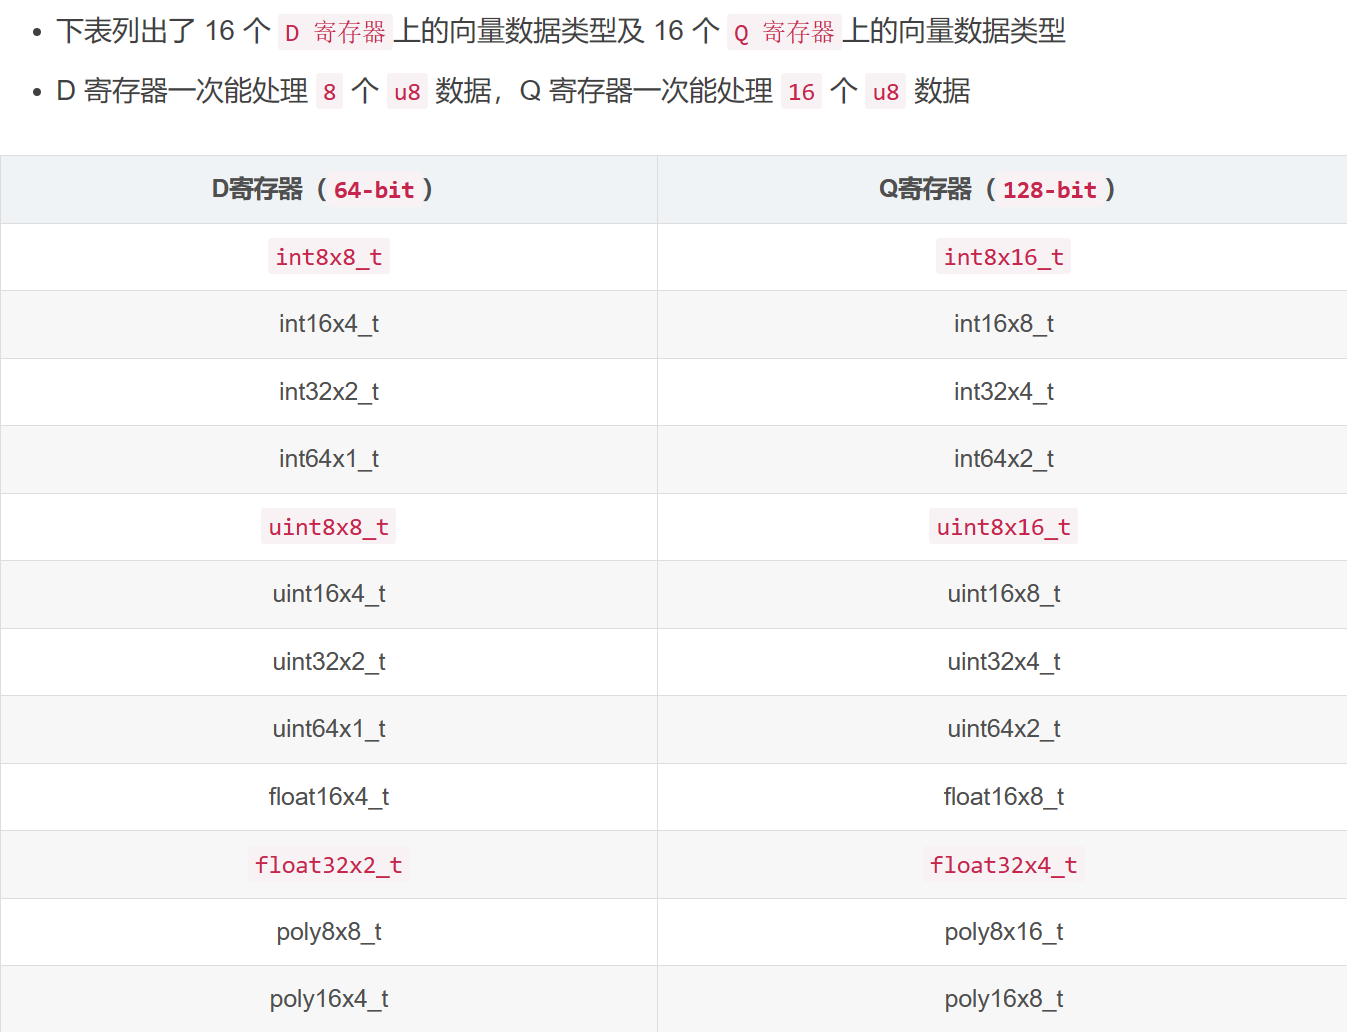 下表列出了 16 个 D 寄存器上的向量数据类型及 16 个 Q 寄存器上的向量数据类型
D 寄存器一次能处理 8 个 u8 数据，Q 寄存器一次能处理 16 个 u8 数据
D寄存器（64-bit） Q寄存器（128-bit）
int8x8_t int8x16_t
int16x4_t int16x8_t
int32x2_t int32x4_t
int64x1_t int64x2_t
uint8x8_t uint8x16_t
uint16x4_t uint16x8_t
uint32x2_t uint32x4_t
uint64x1_t uint64x2_t
float16x4_t float16x8_t
float32x2_t float32x4_t
poly8x8_t poly8x16_t
poly16x4_t poly16x8_t